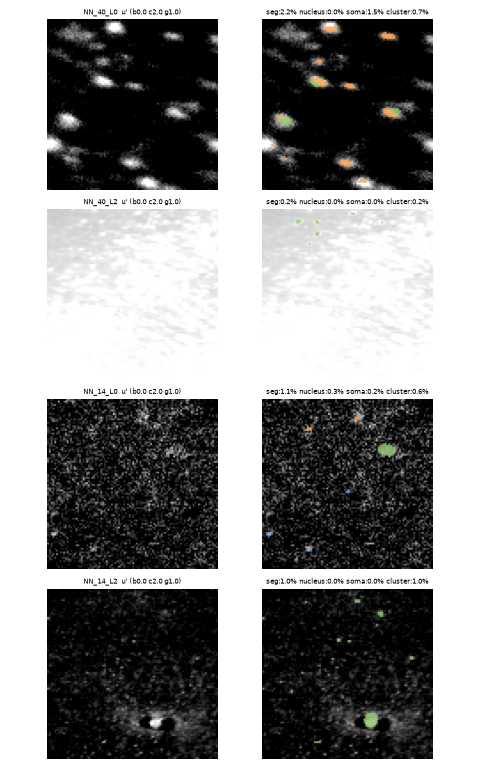 NN_40_L0 u' (b0.0 c2.0 g1.0)
seg:2.2% nucleus:0.0% soma:1.5% cluster:0.7%
NN_40_L2 u' (b0.0 c2.0 g1.0)
seg:0.2% nucleus:0.0% soma:0.0% cluster:0.2%
NN_14_L0 u' (b0.0 c2.0 g1.0)
seg:1.1% nucleus:0.3% soma:0.2% cluster:0.6%
NN_14_L2 u' (b0.0 c2.0 g1.0)
seg:1.0% nucleus:0.0% soma:0.0% cluster:1.0%